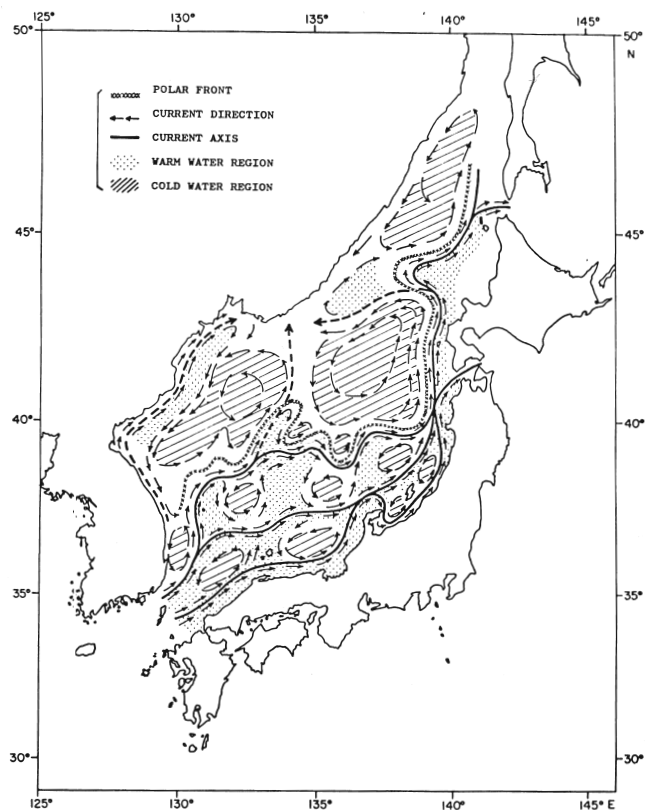 125° 130° 135° 140°
50° 50°
N
POLAR FRONT
CURRENT DIRECTION
CURRENT AXIS
WARM WATER REGION
COLD WATER REGION
45° 45°
40° 40°
35° 35°
30° 30°
125° 130° 135° 140° 145° E